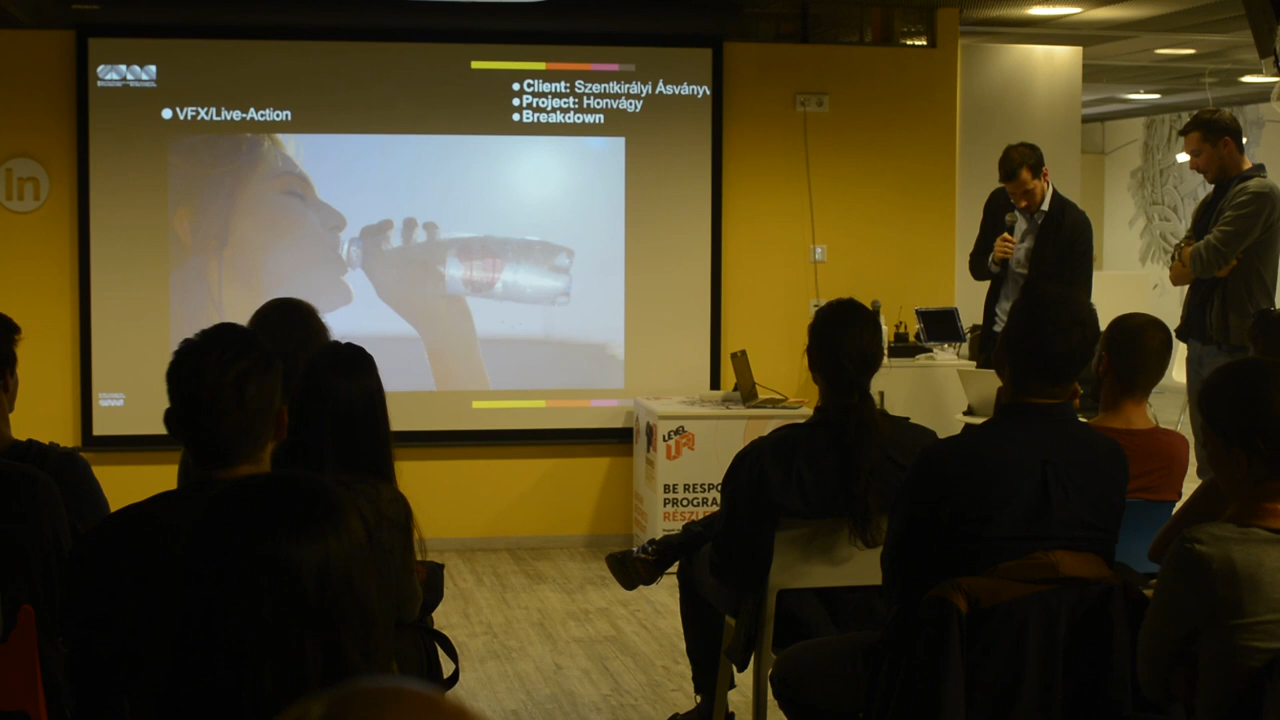 Client: Szentkirályi Ásványv
Project: Honvágy
Breakdown
VFX/Live-Action
in
LEVEL
UP
BE RESPO
PROGRA
RÉSZLE